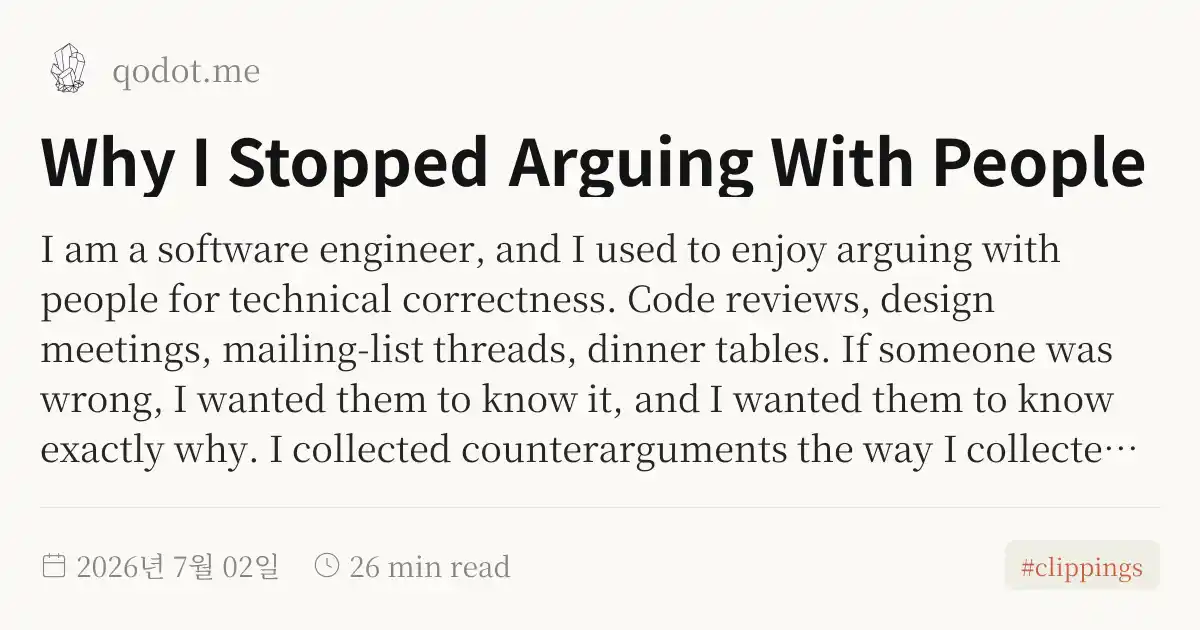 qodot.me
Why I Stopped Arguing With People
I am a software engineer, and I used to enjoy arguing with
people for technical correctness. Code reviews, design
meetings, mailing-list threads, dinner tables. If someone was
wrong, I wanted them to know it, and I wanted them to know
exactly why. I collected counterarguments the way I collecte…
2026년 7월 02일 26 min read #clippings